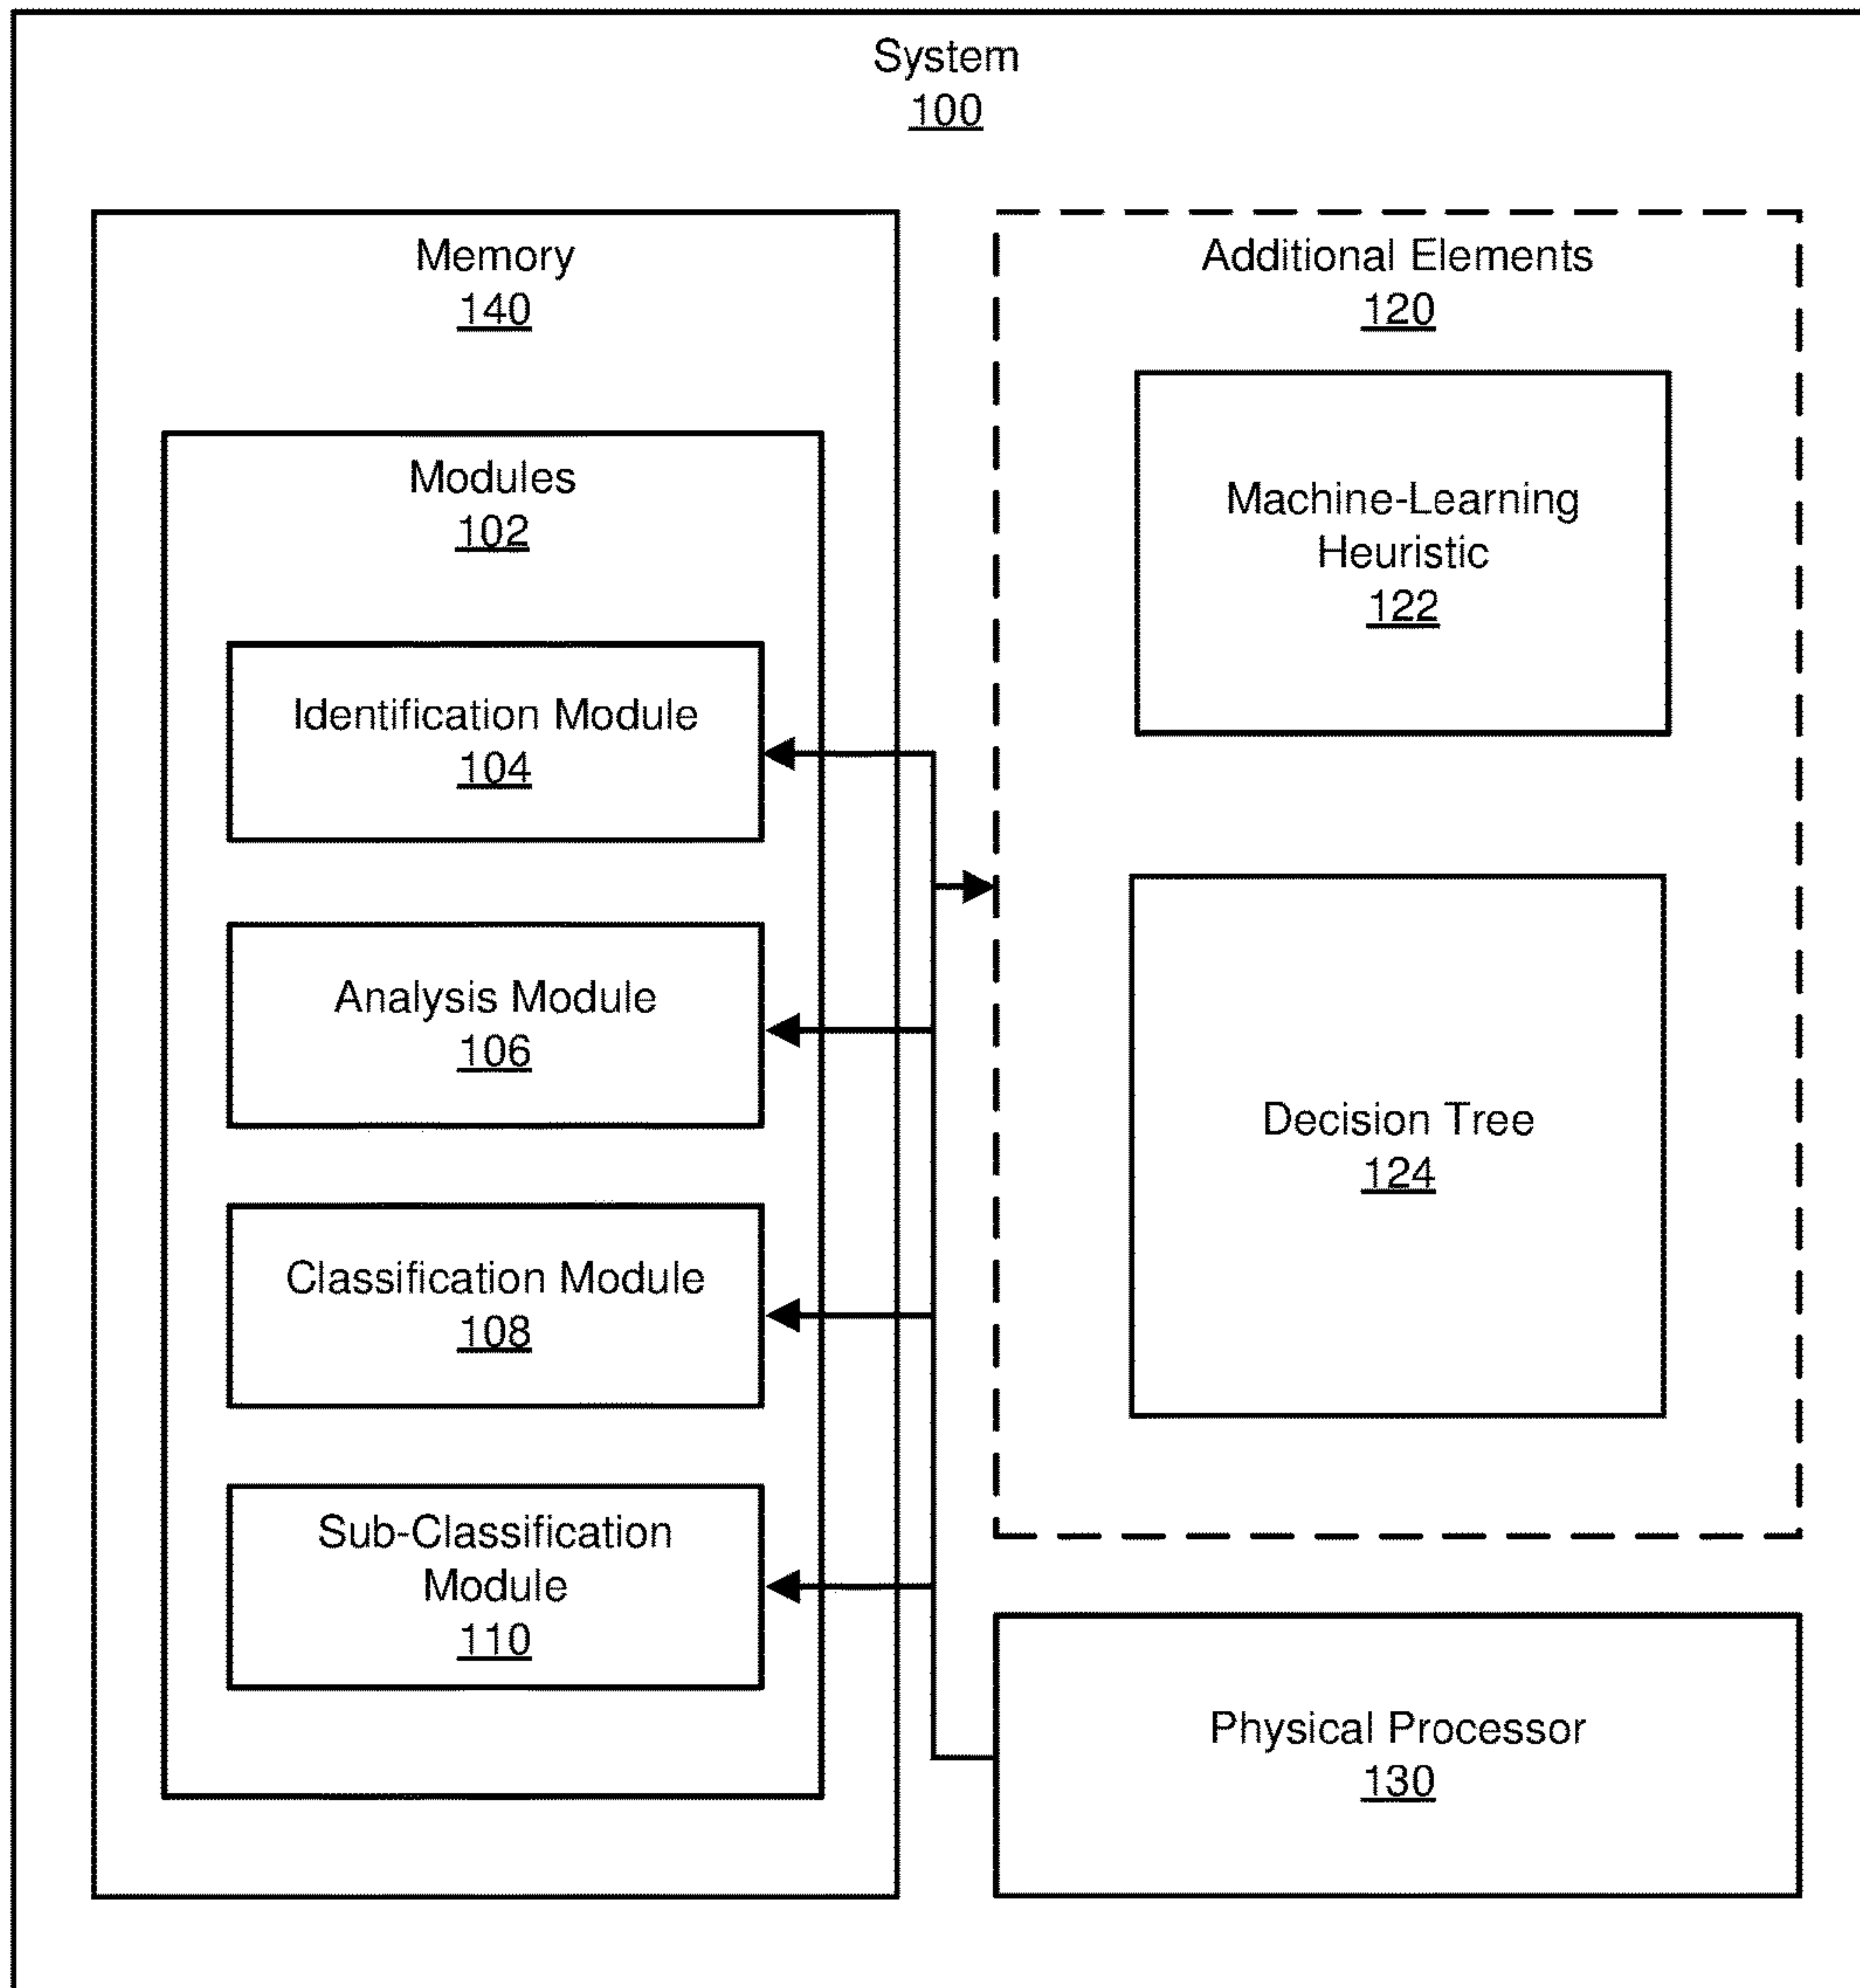 System
100
Memory
140
Modules
102
Identification Module
104
Analysis Module
106
Classification Module
108
Sub-Classification
Module
110
Additional Elements
120
Machine-Learning
Heuristic
122
Decision Tree
124
Physical Processor
130